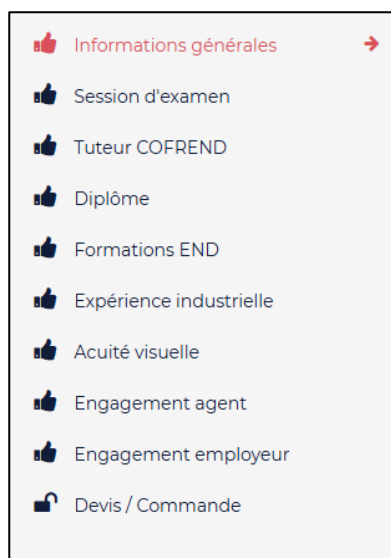 Informations générales
Session d'examen
Tuteur COFREND
Diplôme
Formations END
Expérience industrielle
Acuité visuelle
Engagement agent
Engagement employeur
Devis / Commande